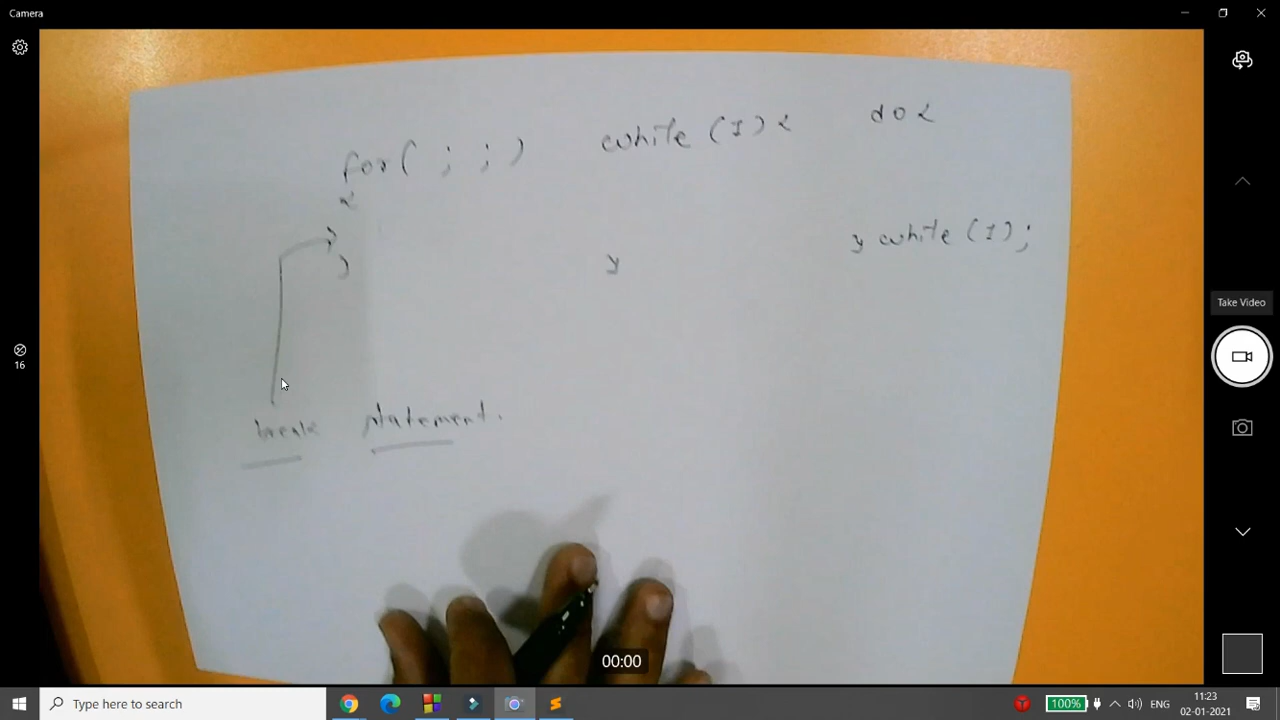 Camera
for( ; ; ) while (1) { do {
{
} } } while (1);
break statement.
Take Video
16
00:00
Type here to search
100% ENG 11:23
02-01-2021